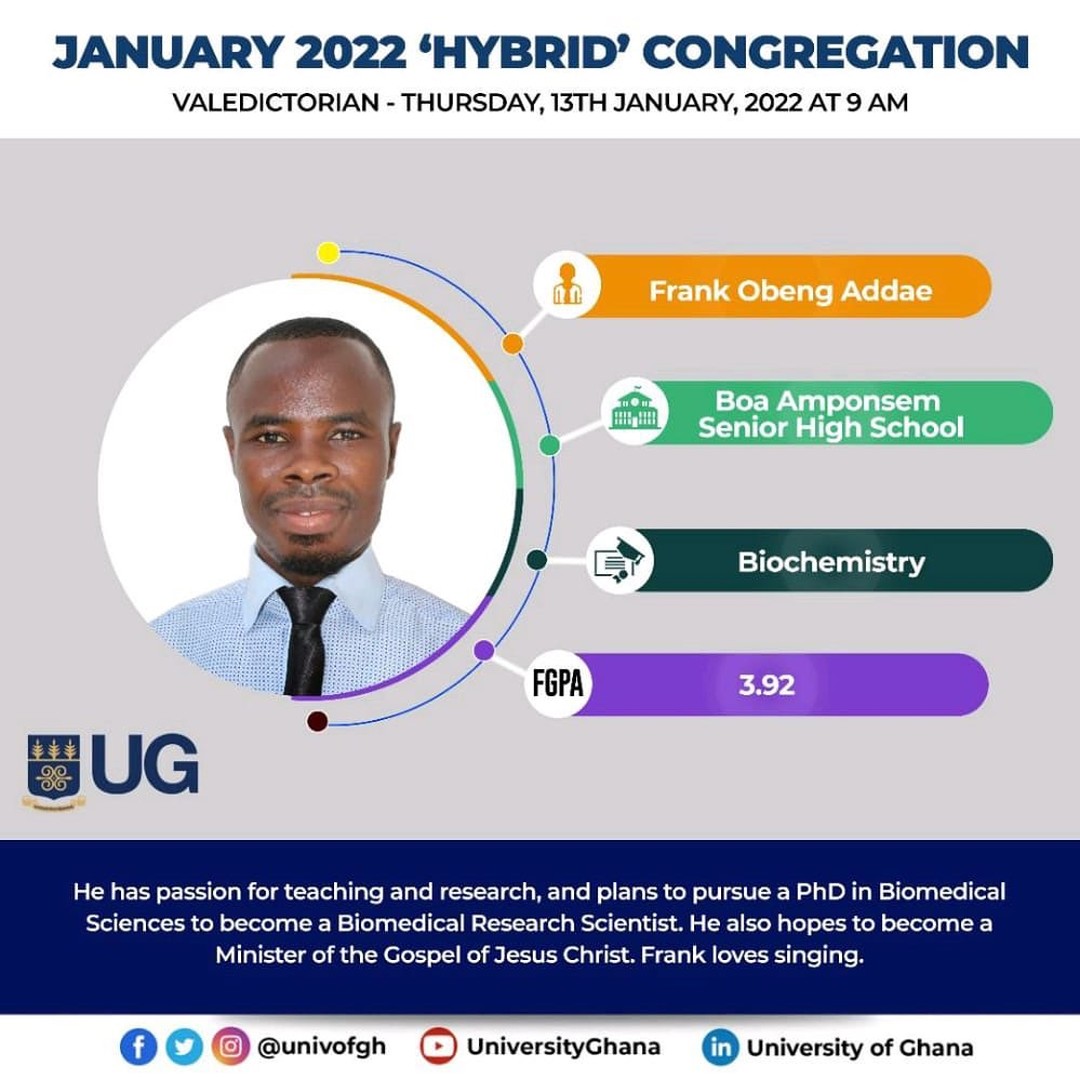 JANUARY 2022 ‘HYBRID’ CONGREGATION
VALEDICTORIAN - THURSDAY, 13TH JANUARY, 2022 AT 9 AM
Frank Obeng Addae
Boa Amponsem
Senior High School
Biochemistry
FGPA
3.92
UG
He has passion for teaching and research, and plans to pursue a PhD in Biomedical
Sciences to become a Biomedical Research Scientist. He also hopes to become a
Minister of the Gospel of Jesus Christ. Frank loves singing.
@univofgh
UniversityGhana
in
University of Ghana